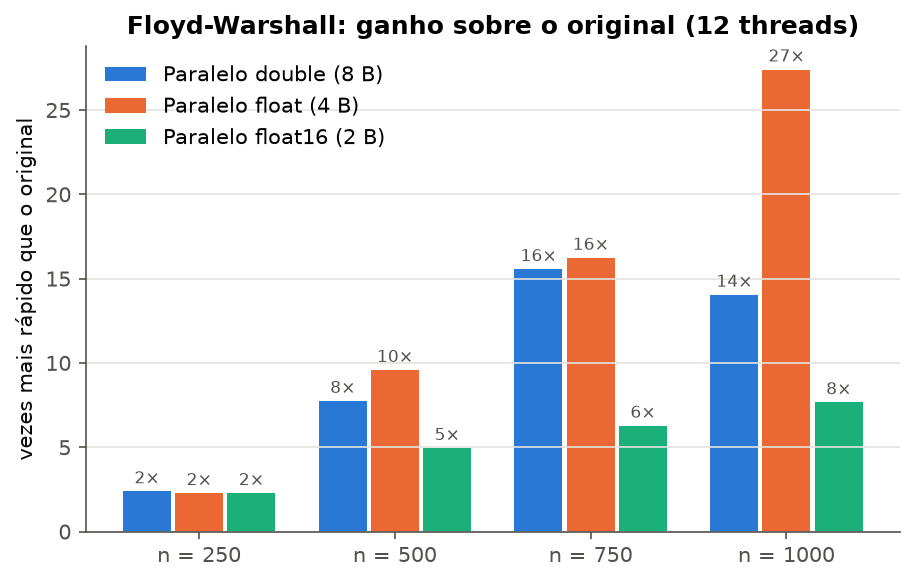 Floyd-Warshall: ganho sobre o original (12 threads)
Paralelo double (8 B)
Paralelo float (4 B)
Paralelo float16 (2 B)
vezes mais rápido que o original
25
20
15
10
5
0
2×
2×
2×
8×
10×
5×
16×
16×
6×
14×
27×
8×
n = 250
n = 500
n = 750
n = 1000